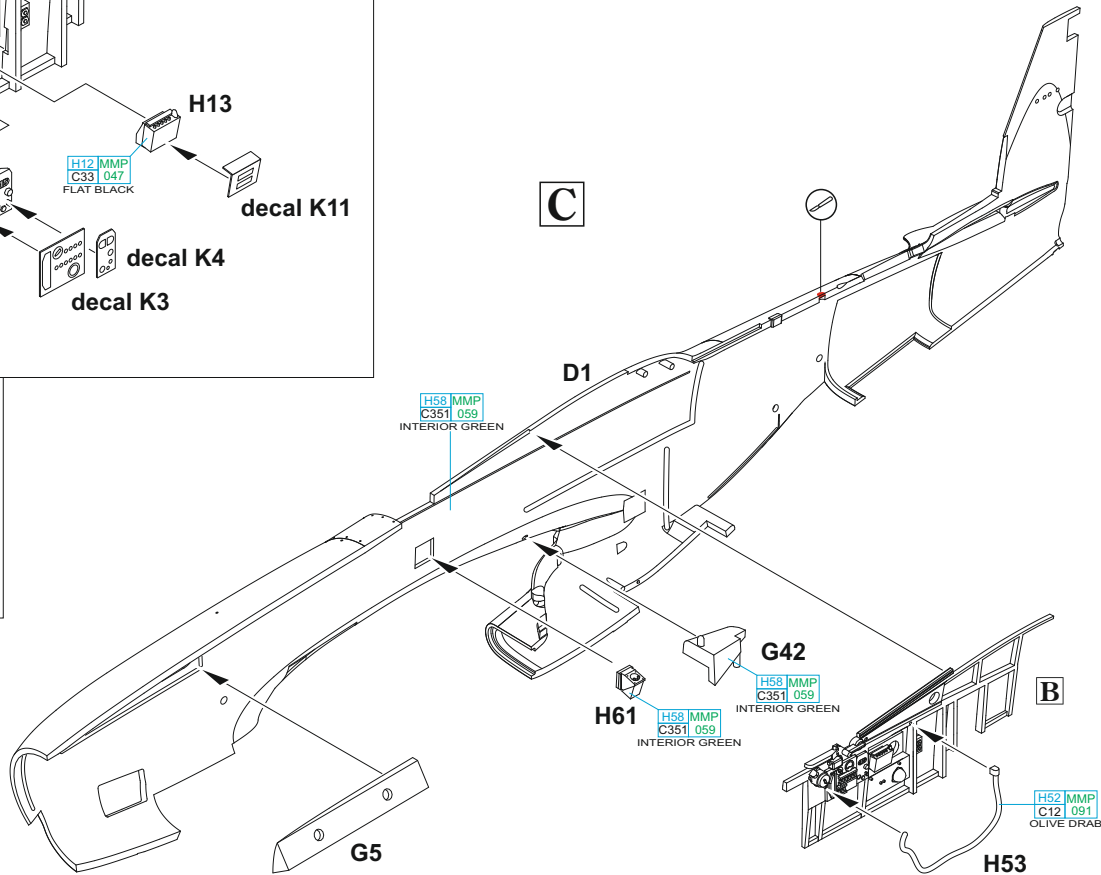 H13
H12 MMP
C33 047
FLAT BLACK
decal K11
decal K4
decal K3
C
D1
H58 MMP
C351 059
INTERIOR GREEN
G42
H58 MMP
C351 059
INTERIOR GREEN
H61
H58 MMP
C351 059
INTERIOR GREEN
B
H52 MMP
C12 091
OLIVE DRAB
G5
H53